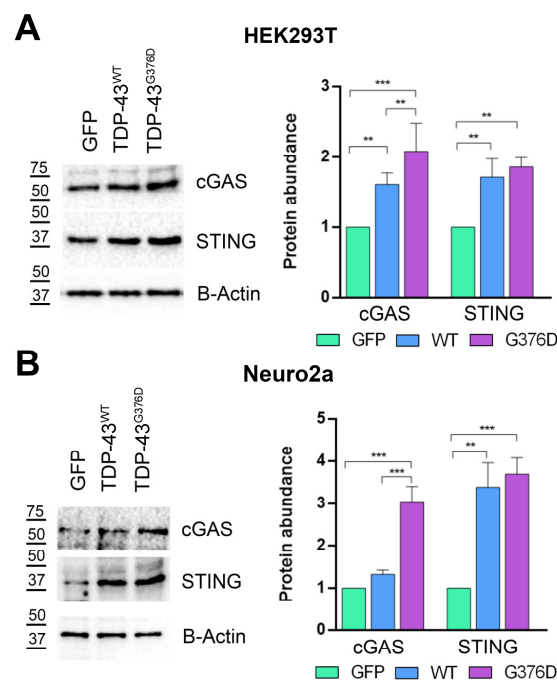 A
HEK293T
GFP
TDP-43WT
TDP-43G376D
75
50
cGAS
50
37
STING
50
37
B-Actin
Protein abundance
3
2
1
0
***
**
**
**
**
cGAS
STING
GFP
WT
G376D
B
Neuro2a
GFP
TDP-43WT
TDP-43G376D
75
50
cGAS
50
37
STING
50
37
B-Actin
Protein abundance
5
4
3
2
1
0
***
***
***
**
cGAS
STING
GFP
WT
G376D